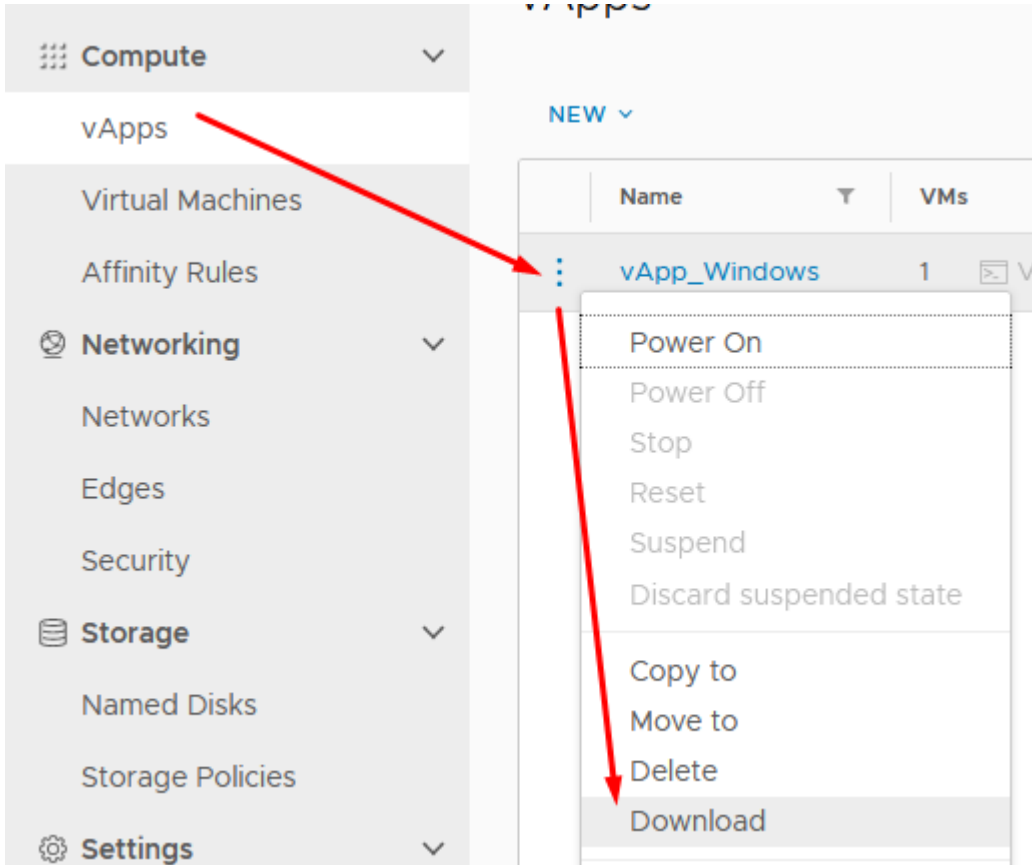 vApps
Compute
vApps
Virtual Machines
Affinity Rules
Networking
Networks
Edges
Security
Storage
Named Disks
Storage Policies
Settings
NEW
Name VMs
vApp_Windows 1
Power On
Power Off
Stop
Reset
Suspend
Discard suspended state
Copy to
Move to
Delete
Download